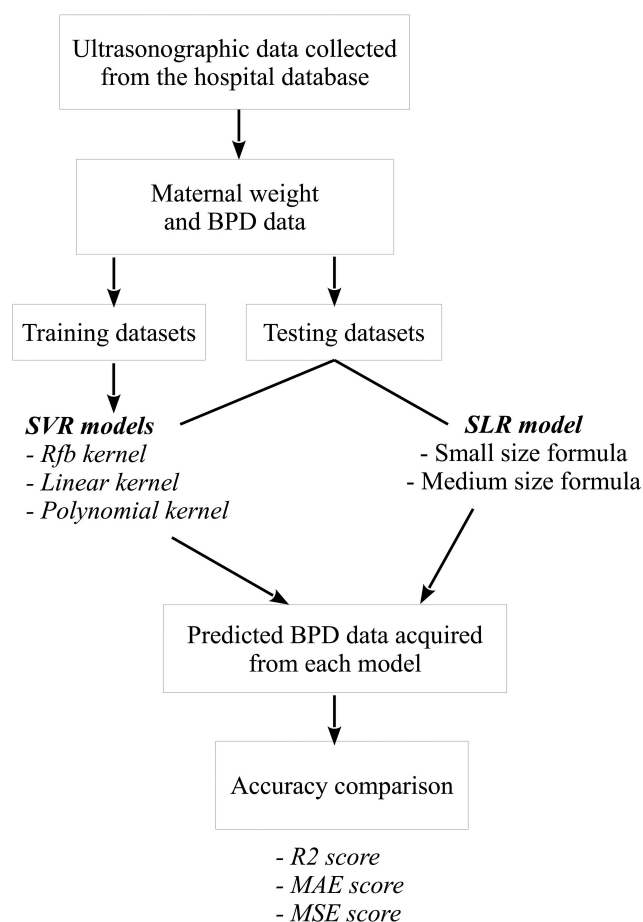 Ultrasonographic data collected
from the hospital database
Maternal weight
and BPD data
Training datasets
Testing datasets
SVR models
- Rfb kernel
- Linear kernel
- Polynomial kernel
SLR model
- Small size formula
- Medium size formula
Predicted BPD data acquired
from each model
Accuracy comparison
- R2 score
- MAE score
- MSE score